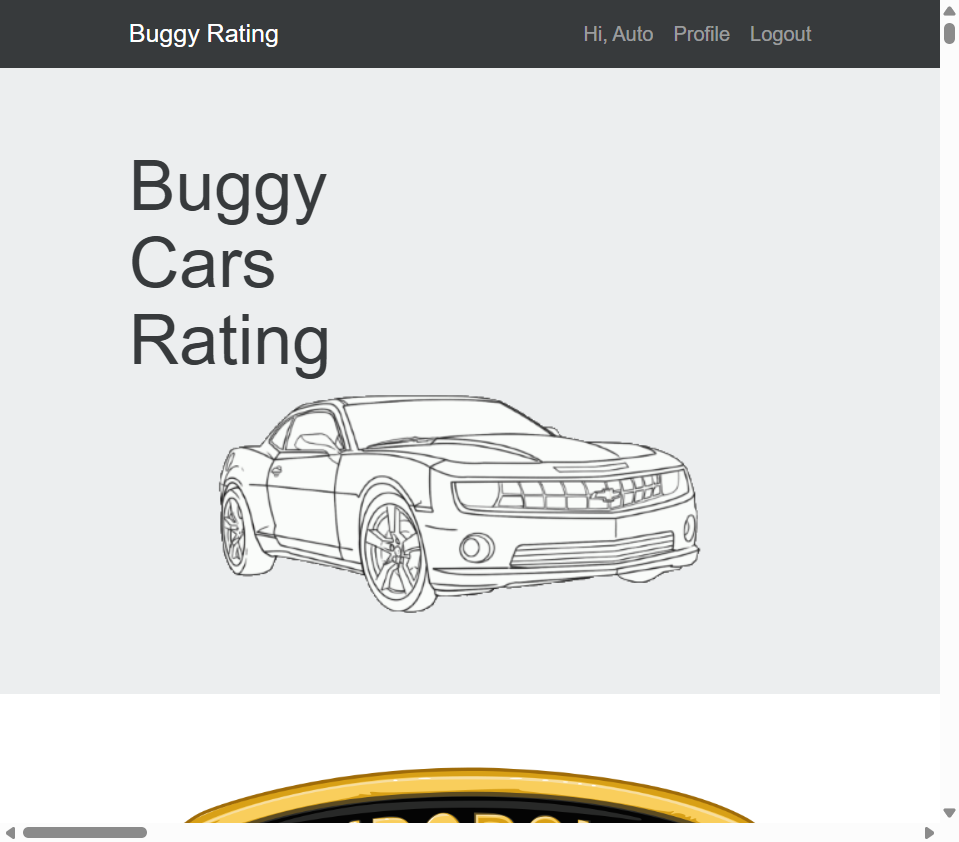 Buggy Rating
Hi, Auto
Profile
Logout
Buggy
Cars
Rating